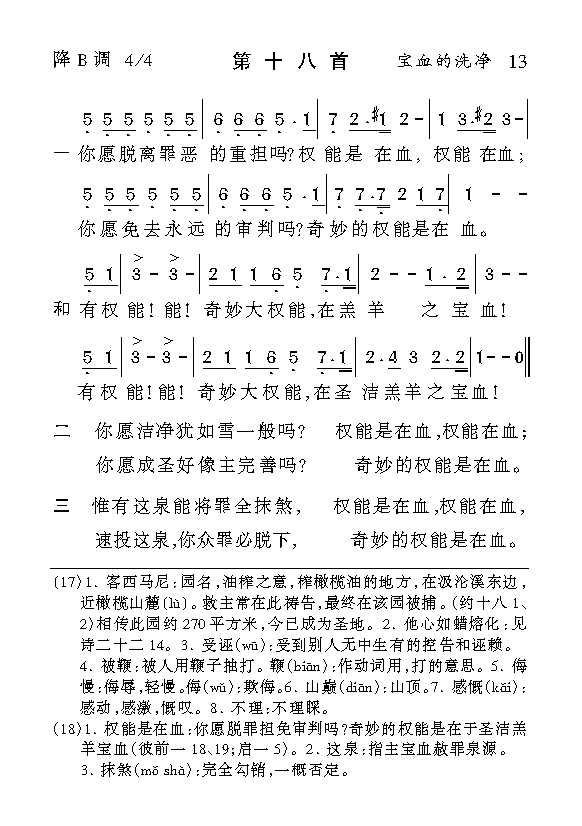 降B调 4/4 第十八首 宝血的洗净 13
5 5 5 5 5 5 | 6 6 6 5 · 1 | 7 2 · #1 2 - | 1 3 · #2 3 - |
一 你愿脱离罪恶 的重担吗?权 能是 在血, 权能 在血;
5 5 5 5 5 5 | 6 6 6 5 · 1 | 7 7 · 7 2 1 7 | 1 - -
你愿免去永远 的审判吗?奇妙的权能是在 血。
5 1 | 3 - 3 - | 2 1 1 6 5 7 · 1 | 2 - - 1 · 2 | 3 - -
和 有权 能!能! 奇妙大权能,在羔 羊 之 宝 血!
5 1 | 3 - 3 - | 2 1 1 6 5 7 · 1 | 2 · 4 3 2 · 2 | 1 - - 0 ‖
有权 能!能! 奇妙大权能,在圣 洁羔羊之宝血!
二 你愿洁净犹如雪一般吗? 权能是在血,权能在血;
你愿成圣好像主完善吗? 奇妙的权能是在血。
三 惟有这泉能将罪全抹煞, 权能是在血,权能在血,
速投这泉,你众罪必脱下, 奇妙的权能是在血。
(17)1. 客西马尼:园名,油榨之意,榨橄榄油的地方,在汲沦溪东边,
近橄榄山麓(lù)。救主常在此祷告,最终在该园被捕。(约十八1、
2)相传此园约270平方米,今已成为圣地。2. 他心如蜡熔化:见
诗二十二14。3. 受诬(wū):受到别人无中生有的控告和诬赖。
4. 被鞭:被人用鞭子抽打。鞭(biān):作动词用,打的意思。5. 侮
慢:侮辱,轻慢。侮(wǔ):欺侮。6. 山巅(diān):山顶。7. 感慨(kǎi):
感动,感激,慨叹。8. 不理:不理睬。
(18)1. 权能是在血:你愿脱罪担免审判吗?奇妙的权能是在于圣洁羔
羊宝血(彼前一18、19;启一5)。2. 这泉:指主宝血赦罪泉源。
3. 抹煞(mǒ shà):完全勾销,一概否定。